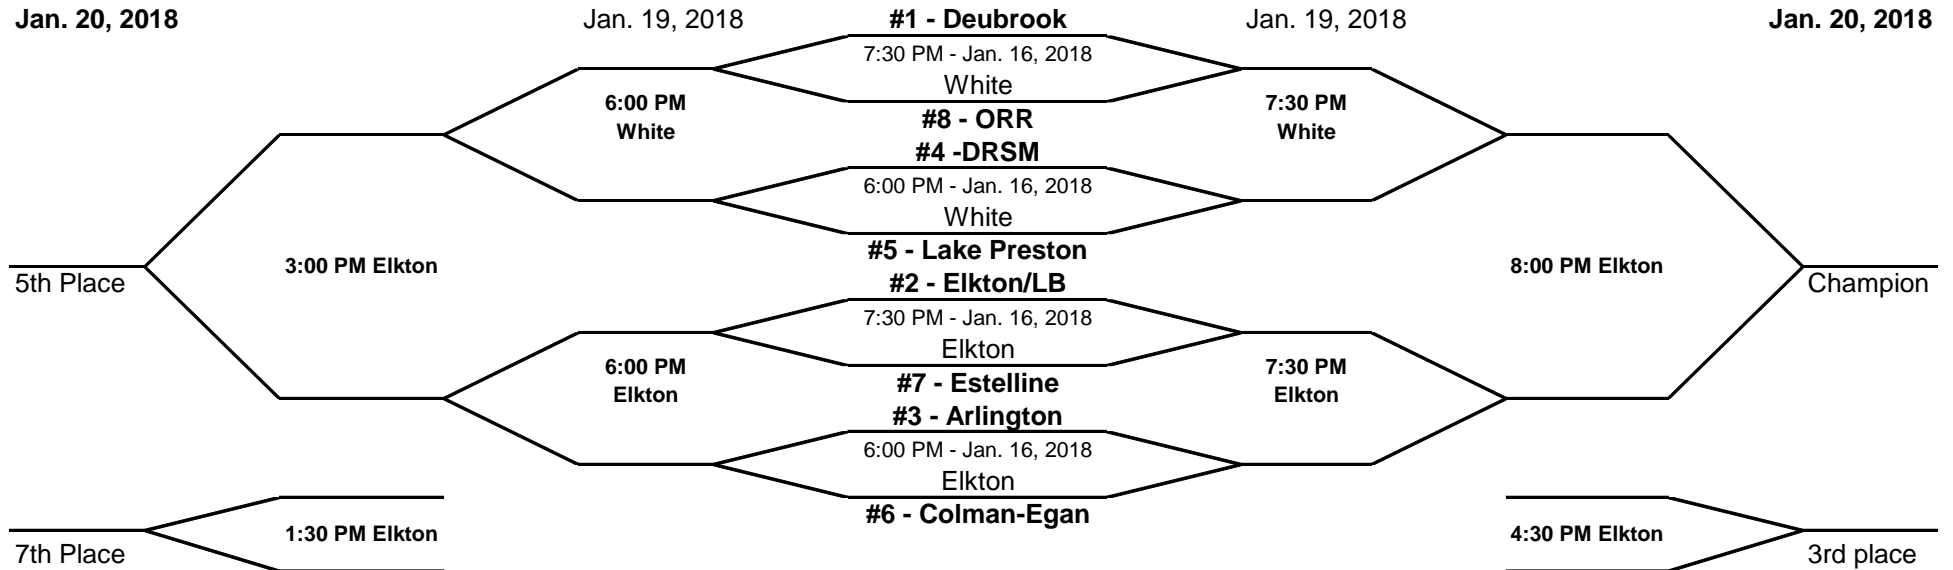 Jan. 20, 2018
Jan. 19, 2018
#1 - Deubrook
Jan. 19, 2018
Jan. 20, 2018
7:30 PM - Jan. 16, 2018
White
6:00 PM
White
7:30 PM
White
#8 - ORR
#4 -DRSM
6:00 PM - Jan. 16, 2018
White
#5 - Lake Preston
3:00 PM Elkton
8:00 PM Elkton
5th Place
#2 - Elkton/LB
Champion
7:30 PM - Jan. 16, 2018
Elkton
6:00 PM
Elkton
7:30 PM
Elkton
#7 - Estelline
#3 - Arlington
6:00 PM - Jan. 16, 2018
Elkton
#6 - Colman-Egan
1:30 PM Elkton
4:30 PM Elkton
7th Place
3rd place